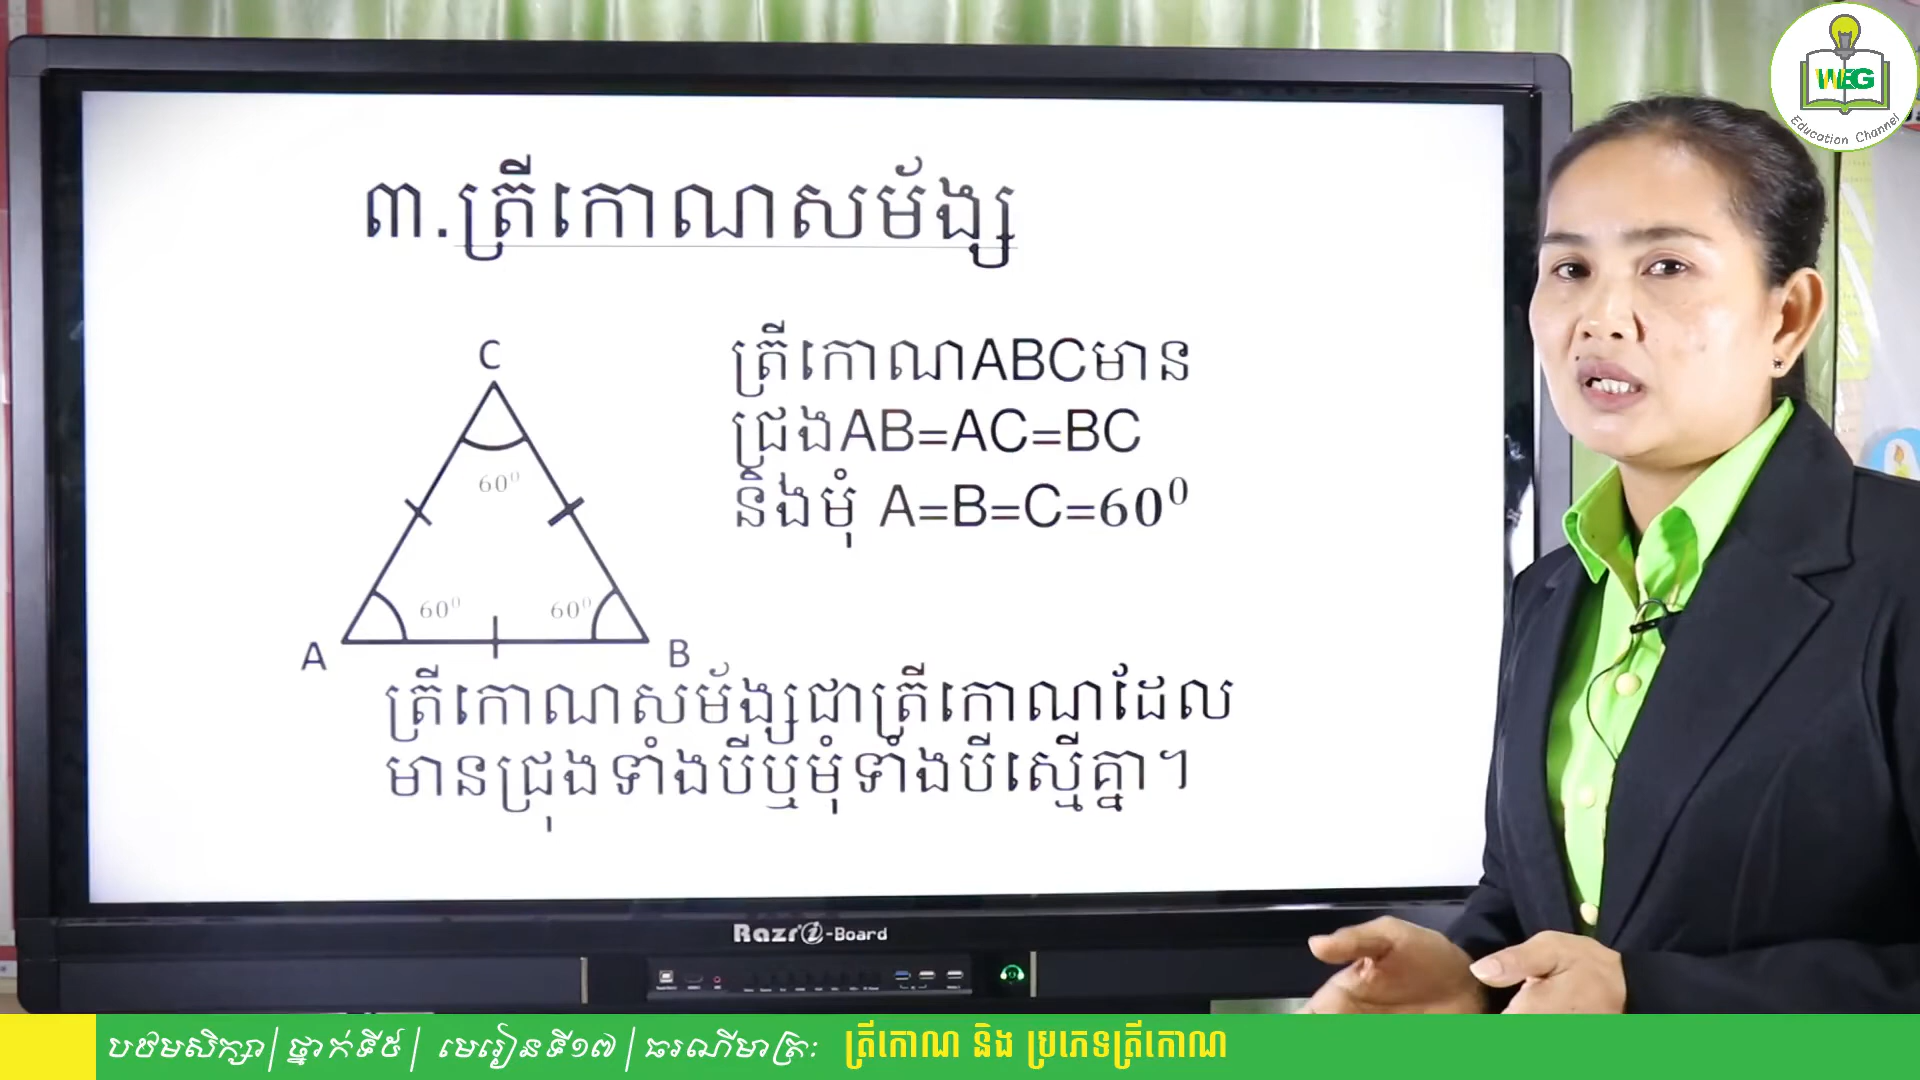 WEG
Education Channel
៣.ត្រីកោណសម័ង្ស
C
60⁰
60⁰
60⁰
A
B
ត្រីកោណABCមាន
ជ្រងAB=AC=BC
និងមុំ A=B=C=60⁰
ត្រីកោណសម័ង្សជាត្រីកោណដែល
មានជ្រុងទាំងបីឬមុំទាំងបីស្មើគ្នា។
Razr i-Board
បឋមសិក្សា| ថ្នាក់ទី៥| មេរៀនទី១៧ | ធរណីមាត្រ: ត្រីកោណ និង ប្រភេទត្រីកោណ